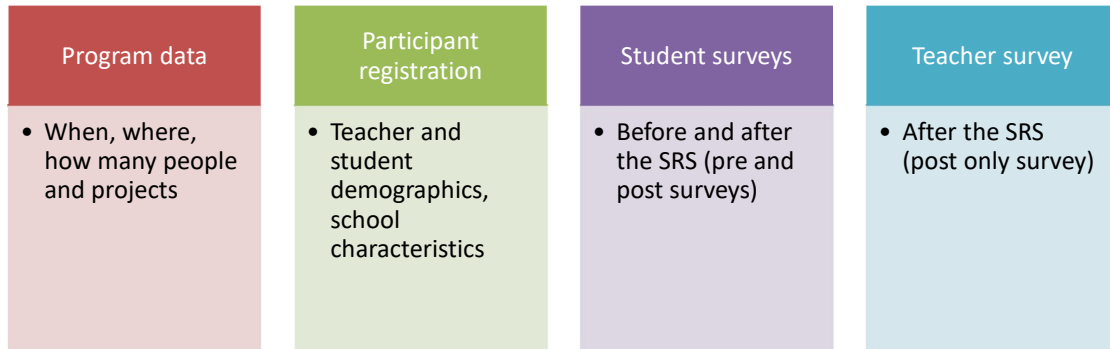 Program data
• When, where,
how many people
and projects
Participant
registration
• Teacher and
student
demographics,
school
characteristics
Student surveys
• Before and after
the SRS (pre and
post surveys)
Teacher survey
• After the SRS
(post only survey)